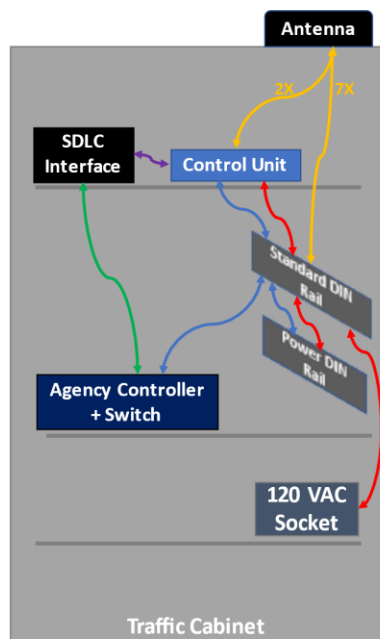 Antenna
2X
7X
SDLC
Interface
Control Unit
Standard DIN
Rail
Power DIN
Rail
Agency Controller
+ Switch
120 VAC
Socket
Traffic Cabinet